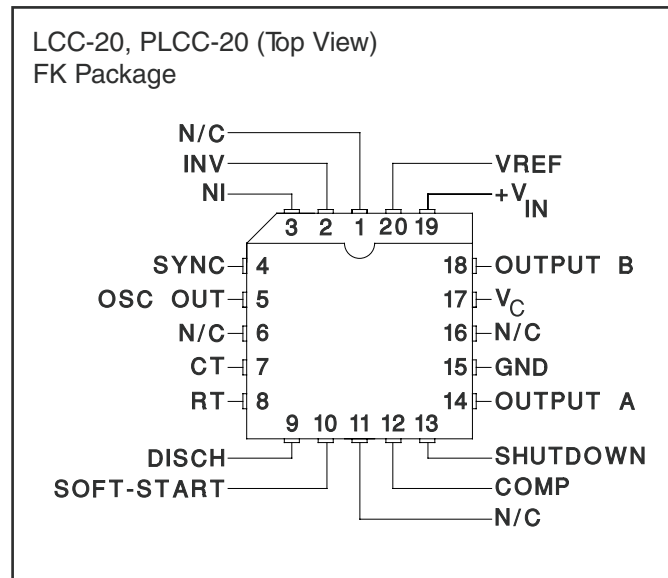 LCC-20, PLCC-20 (Top View)
FK Package
N/C
INV
NI
VREF
+VIN
3 2 1 20 19
SYNC 4
OSC OUT 5
N/C 6
CT 7
RT 8
18 OUTPUT B
17 VC
16 N/C
15 GND
14 OUTPUT A
9 10 11 12 13
DISCH
SOFT-START
SHUTDOWN
COMP
N/C